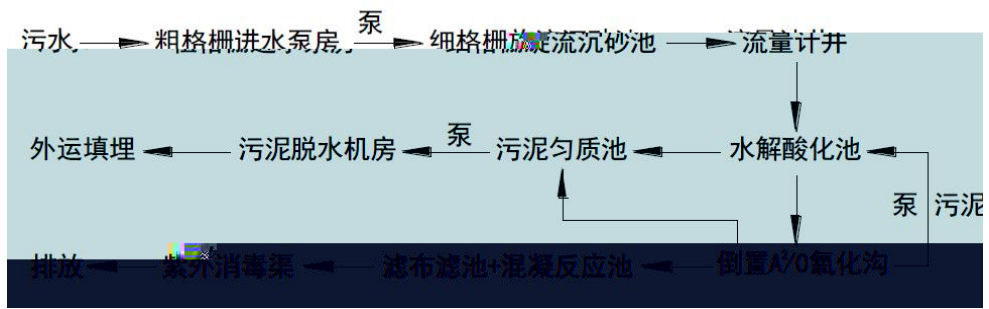 污水 粗格栅进水泵房 泵 细格栅旋流沉砂池 流量计井
外运填埋 污泥脱水机房 泵 污泥匀质池 水解酸化池
泵 污泥
排放 紫外消毒渠 滤布滤池+混凝反应池 倒置A²/O氧化沟